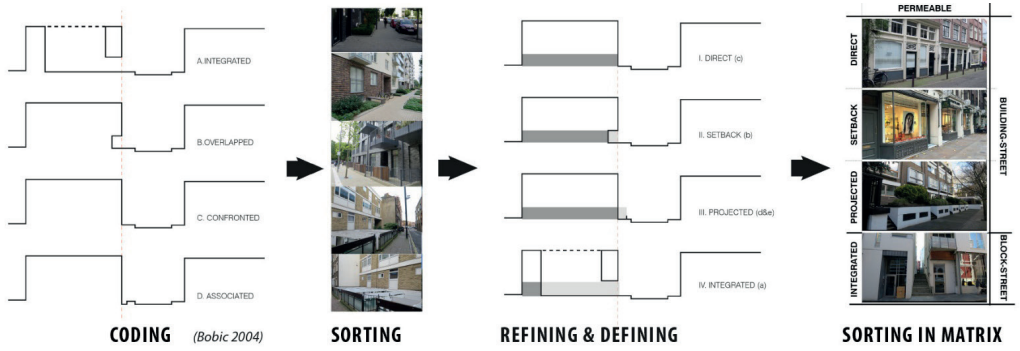 A.INTEGRATED
B.OVERLAPPED
C. CONFRONTED
D. ASSOCIATED
CODING (Bobic 2004)
SORTING
I. DIRECT (c)
II. SETBACK (b)
III. PROJECTED (d&e)
IV. INTEGRATED (a)
REFINING & DEFINING
PERMEABLE
DIRECT
SETBACK
PROJECTED
INTEGRATED
BUILDING-STREET
BLOCK-STREET
SORTING IN MATRIX